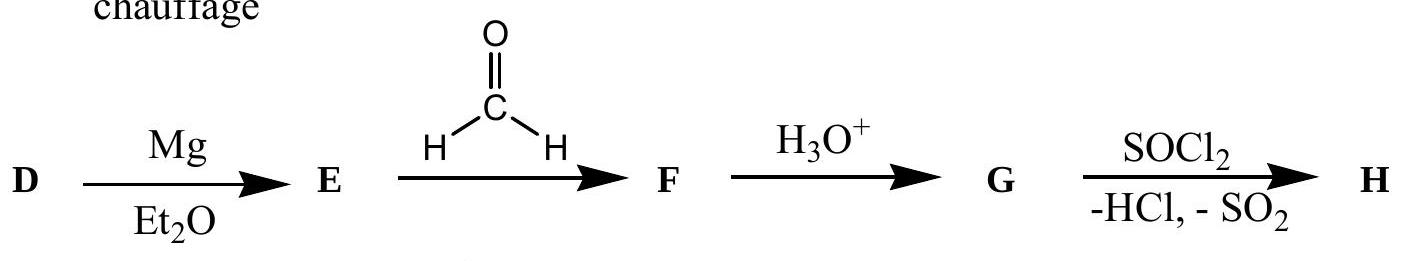 chauffage
O
C
H H
D Mg E F H₃O⁺ G SOCl₂ H
Et₂O -HCl, - SO₂